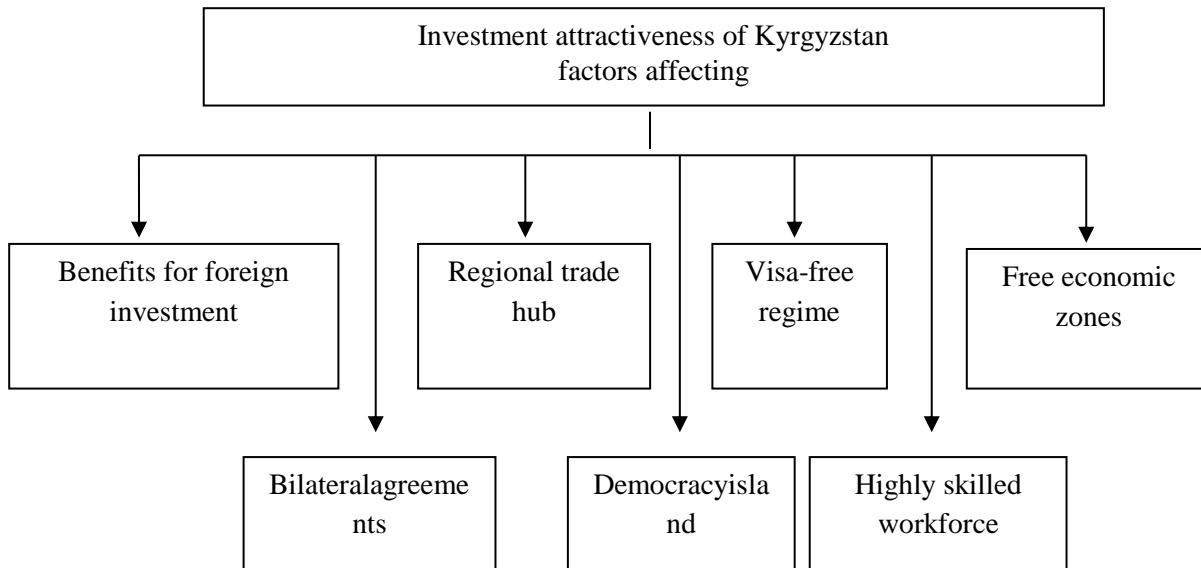 Investment attractiveness of Kyrgyzstan
factors affecting
Benefits for foreign
investment
Regional trade
hub
Visa-free
regime
Free economic
zones
Bilateralagreeme
nts
Democracyisla
nd
Highly skilled
workforce